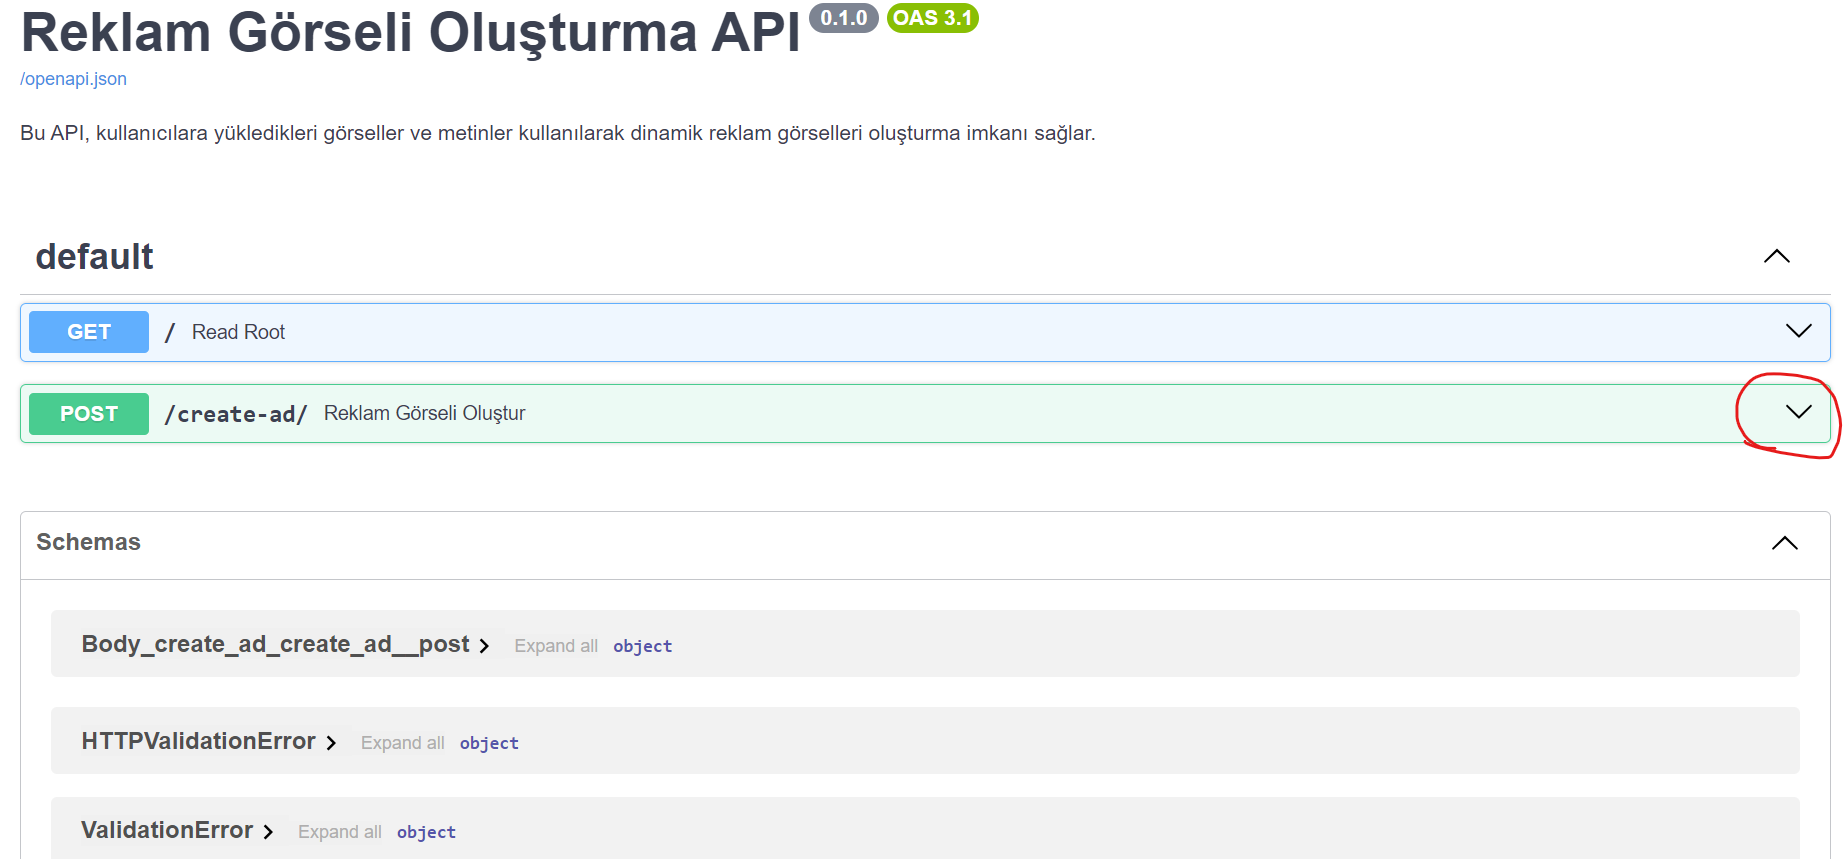 Reklam Görseli Oluşturma API 0.1.0 OAS 3.1
/openapi.json
Bu API, kullanıcılara yükledikleri görseller ve metinler kullanılarak dinamik reklam görselleri oluşturma imkanı sağlar.
default
GET / Read Root
POST /create-ad/ Reklam Görseli Oluştur
Schemas
Body_create_ad_create_ad__post Expand all object
HTTPValidationError Expand all object
ValidationError Expand all object